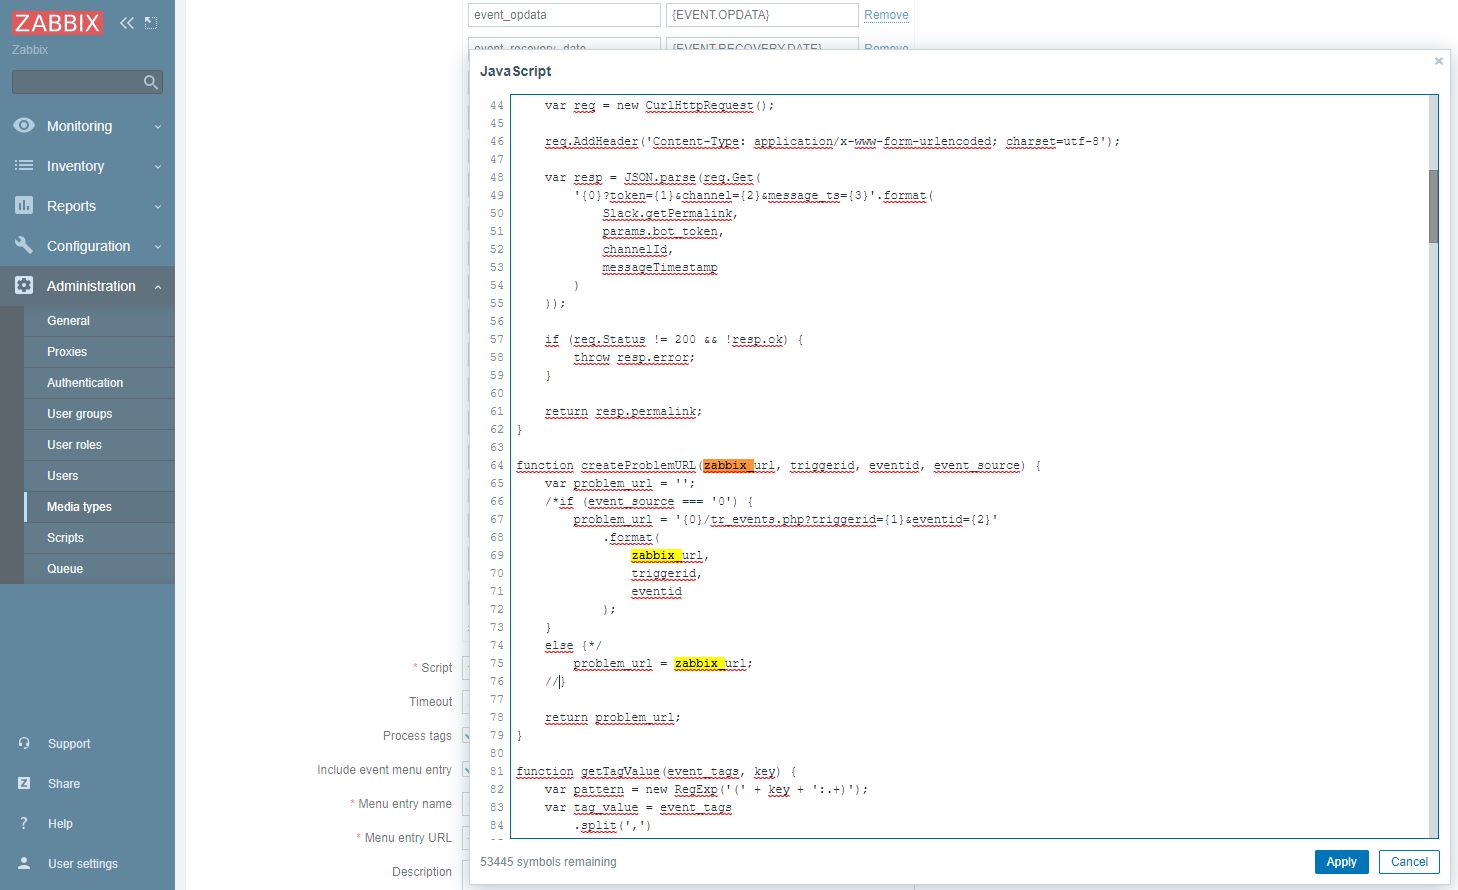 ZABBIX
Zabbix
Monitoring
Inventory
Reports
Configuration
Administration
General
Proxies
Authentication
User groups
User roles
Users
Media types
Scripts
Queue
Support
Z Share
? Help
User settings
event_opdata {EVENT.OPDATA} Remove
event_recovery_date {EVENT.RECOVERY.DATE} Remove
* Script
Timeout
Process tags
Include event menu entry
* Menu entry name
* Menu entry URL
Description
JavaScript
44 var req = new CurlHttpRequest();
45
46 req.AddHeader('Content-Type: application/x-www-form-urlencoded; charset=utf-8');
47
48 var resp = JSON.parse(req.Get(
49 '{0}?token={1}&channel={2}&message_ts={3}'.format(
50 Slack.getPermalink,
51 params.bot_token,
52 channelId,
53 messageTimestamp
54 )
55 ));
56
57 if (req.Status != 200 && !resp.ok) {
58 throw resp.error;
59 }
60
61 return resp.permalink;
62 }
63
64 function createProblemURL(zabbix_url, triggerid, eventid, event_source) {
65 var problem_url = '';
66 /*if (event_source === '0') {
67 problem_url = '{0}/tr_events.php?triggerid={1}&eventid={2}'
68 .format(
69 zabbix_url,
70 triggerid,
71 eventid
72 );
73 }
74 else {*/
75 problem_url = zabbix_url;
76 //}
77
78 return problem_url;
79 }
80
81 function getTagValue(event_tags, key) {
82 var pattern = new RegExp('(' + key + ':.+)');
83 var tag_value = event_tags
84 .split(',')
53445 symbols remaining
Apply Cancel